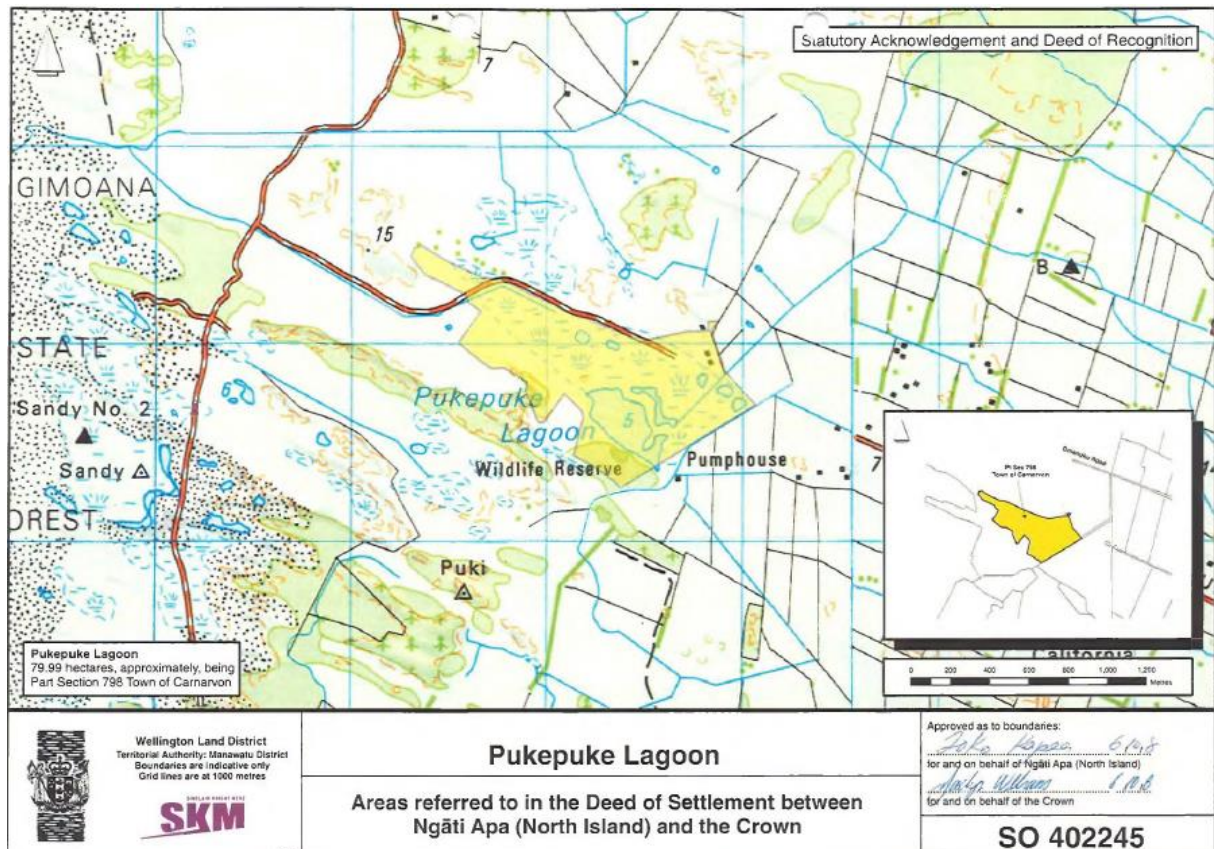 Statutory Acknowledgement and Deed of Recognition
7
GIMOANA
15
B
STATE
Sandy No. 2
Sandy
OREST
6
Pukepuke
Lagoon
5
Wildlife Reserve
Pumphouse
7
Puki
Pt Sec 798
Town of Carnarvon
California
0 200 400 600 800 1,000 1,200
Metres
Pukepuke Lagoon
79.99 hectares, approximately, being
Part Section 798 Town of Carnarvon
Wellington Land District
Territorial Authority: Manawatu District
Boundaries are indicative only
Grid lines are at 1000 metres
SINCLAIR KNIGHT MERZ
SKM
Pukepuke Lagoon
Areas referred to in the Deed of Settlement between
Ngāti Apa (North Island) and the Crown
Approved as to boundaries:
for and on behalf of Ngāti Apa (North Island)
for and on behalf of the Crown
SO 402245